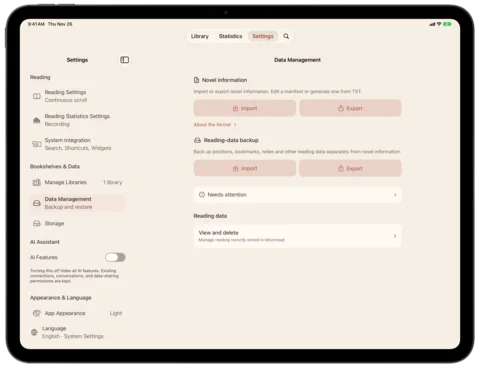 9:41 AM Thu Nov 26
Library Statistics Settings
Settings
Data Management
Reading
Reading Settings
Continuous scroll
Reading Statistics Settings
Recording
System Integration
Search, Shortcuts, Widgets
Bookshelves & Data
Manage Libraries 1 library
Data Management
Backup and restore
Storage
AI Assistant
AI Features
Turning this off hides all AI features. Existing
connections, conversations, and data-sharing
permissions are kept.
Appearance & Language
App Appearance Light
Language
English · System Settings
Novel information
Import or export novel information. Edit a manifest or generate one from TXT.
Import Export
About the format
Reading-data backup
Back up positions, bookmarks, notes and other reading data separately from novel information.
Import Export
Needs attention
Reading data
View and delete
Manage reading records stored in